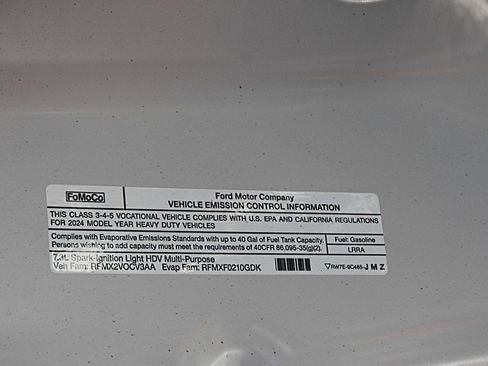 FoMoCo
Ford Motor Company
VEHICLE EMISSION CONTROL INFORMATION
THIS CLASS 3-4-5 VOCATIONAL VEHICLE COMPLIES WITH U.S. EPA AND CALIFORNIA REGULATIONS
FOR 2024 MODEL YEAR HEAVY DUTY VEHICLES
Complies with Evaporative Emissions Standards with up to 40 Gal of Fuel Tank Capacity.
Persons wishing to add capacity must meet the requirements of 40CFR 86.095-35(g)(2).
Fuel: Gasoline
LRRA
7.3L Spark-Ignition Light HDV Multi-Purpose
Veh Fam: RFMX2VOCV3AA Evap Fam: RFMXF0210GDK
RW7E-9C485-JMZ